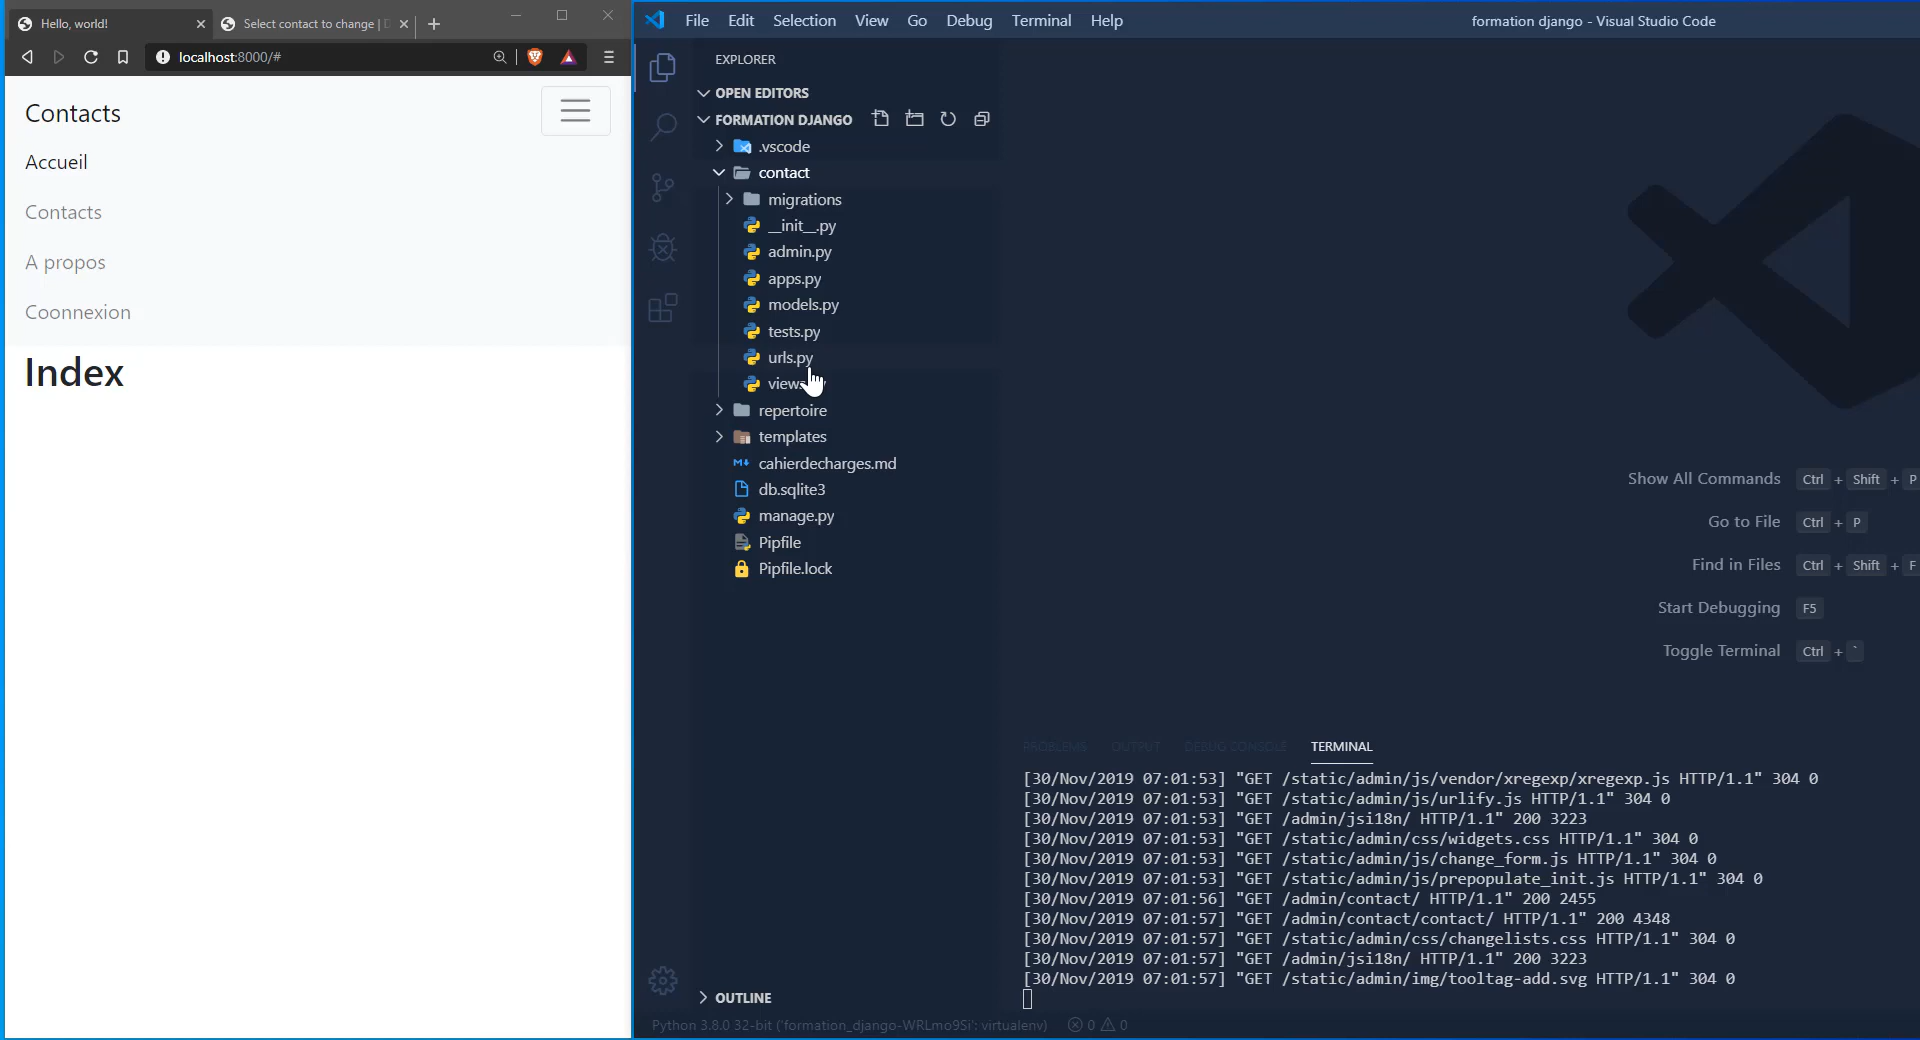 Hello, world!
Select contact to change |
localhost:8000/#
Contacts
Accueil
Contacts
A propos
Coonnexion
Index
File Edit Selection View Go Debug Terminal Help
formation django - Visual Studio Code
EXPLORER
OPEN EDITORS
FORMATION DJANGO
.vscode
contact
migrations
__init__.py
admin.py
apps.py
models.py
tests.py
urls.py
repertoire
templates
cahierdecharges.md
db.sqlite3
manage.py
Pipfile
Pipfile.lock
OUTLINE
Show All Commands Ctrl + Shift + P
Go to File Ctrl + P
Find in Files Ctrl + Shift + F
Start Debugging F5
Toggle Terminal Ctrl + `
PROBLEMS OUTPUT DEBUG CONSOLE TERMINAL
[30/Nov/2019 07:01:53] "GET /static/admin/js/vendor/xregexp/xregexp.js HTTP/1.1" 304 0
[30/Nov/2019 07:01:53] "GET /static/admin/js/urlify.js HTTP/1.1" 304 0
[30/Nov/2019 07:01:53] "GET /admin/jsi18n/ HTTP/1.1" 200 3223
[30/Nov/2019 07:01:53] "GET /static/admin/css/widgets.css HTTP/1.1" 304 0
[30/Nov/2019 07:01:53] "GET /static/admin/js/change_form.js HTTP/1.1" 304 0
[30/Nov/2019 07:01:53] "GET /static/admin/js/prepopulate_init.js HTTP/1.1" 304 0
[30/Nov/2019 07:01:56] "GET /admin/contact/ HTTP/1.1" 200 2455
[30/Nov/2019 07:01:57] "GET /admin/contact/contact/ HTTP/1.1" 200 4348
[30/Nov/2019 07:01:57] "GET /static/admin/css/changelists.css HTTP/1.1" 304 0
[30/Nov/2019 07:01:57] "GET /admin/jsi18n/ HTTP/1.1" 200 3223
[30/Nov/2019 07:01:57] "GET /static/admin/img/tooltag-add.svg HTTP/1.1" 304 0
Python 3.8.0 32-bit ('formation_django-WRLmo9Si': virtualenv) 0 0